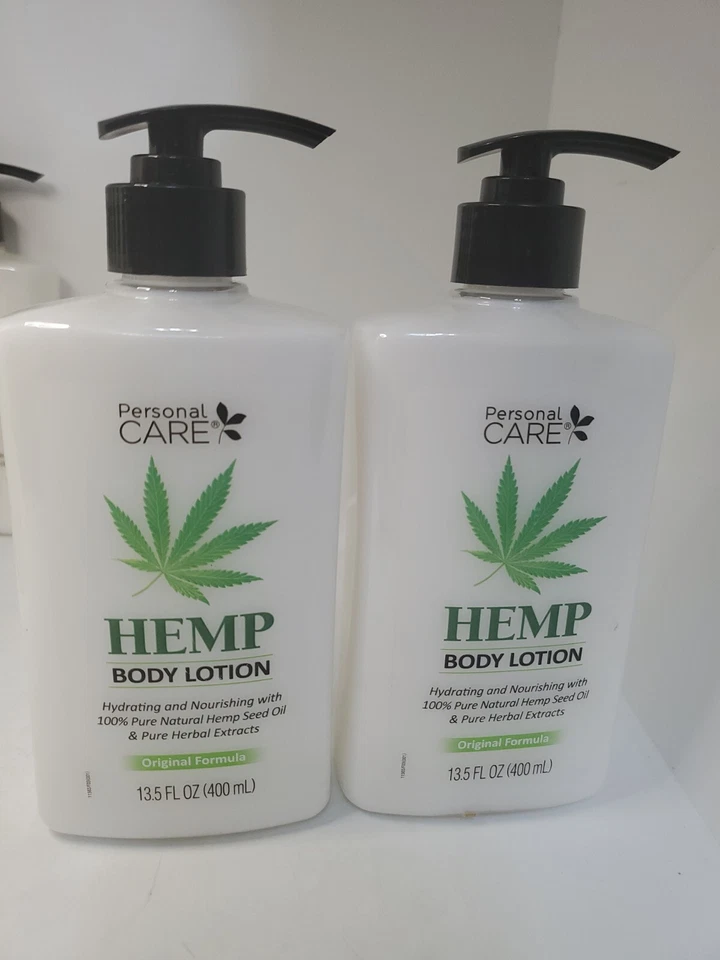 Personal
CARE®
HEMP
BODY LOTION
Hydrating and Nourishing with
100% Pure Natural Hemp Seed Oil
& Pure Herbal Extracts
Original Formula
13.5 FL OZ (400 mL)
Personal
CARE®
HEMP
BODY LOTION
Hydrating and Nourishing with
100% Pure Natural Hemp Seed Oil
& Pure Herbal Extracts
Original Formula
13.5 FL OZ (400 mL)